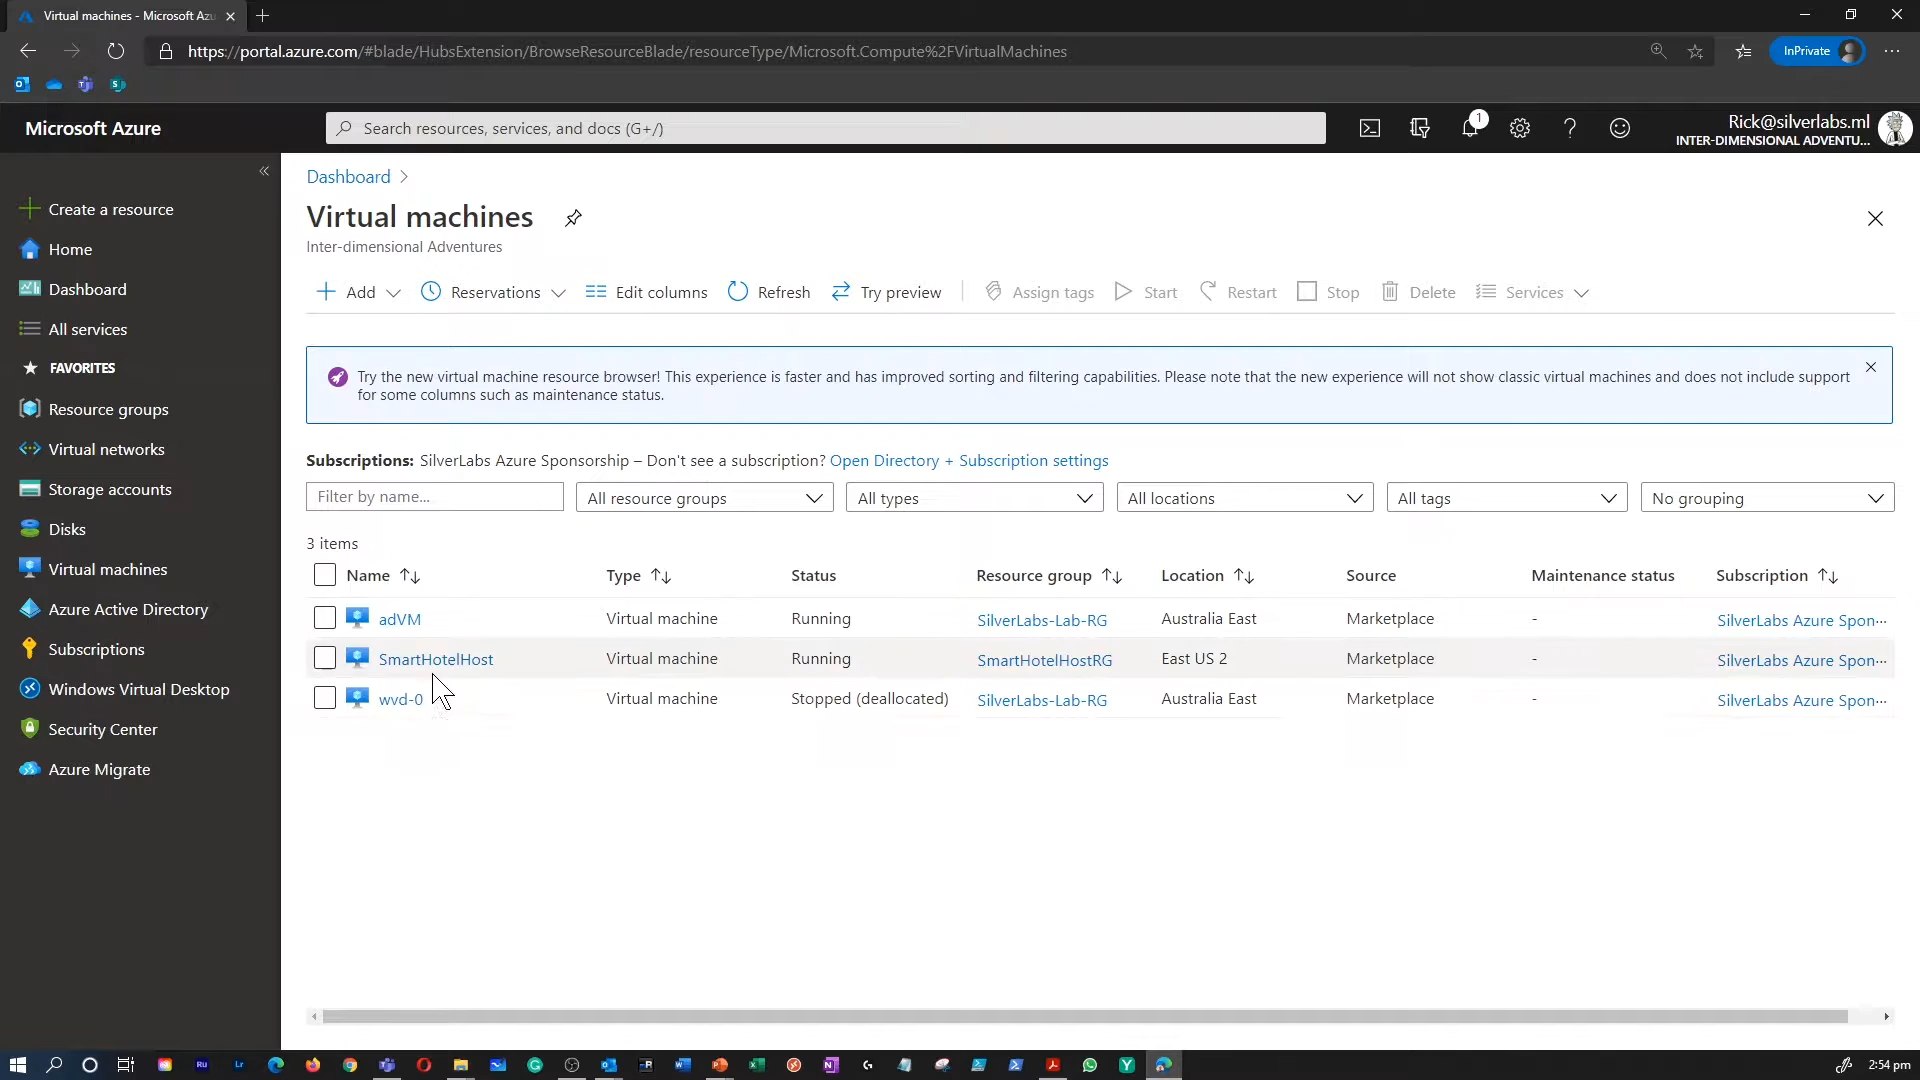 Virtual machines - Microsoft Azu
https://portal.azure.com/#blade/HubsExtension/BrowseResourceBlade/resourceType/Microsoft.Compute%2FVirtualMachines
InPrivate
Microsoft Azure
Search resources, services, and docs (G+/)
1
Rick@silverlabs.ml
INTER-DIMENSIONAL ADVENTU...
Create a resource
Home
Dashboard
All services
FAVORITES
Resource groups
Virtual networks
Storage accounts
Disks
Virtual machines
Azure Active Directory
Subscriptions
Windows Virtual Desktop
Security Center
Azure Migrate
Dashboard
Virtual machines
Inter-dimensional Adventures
Add Reservations Edit columns Refresh Try preview Assign tags Start Restart Stop Delete Services
Try the new virtual machine resource browser! This experience is faster and has improved sorting and filtering capabilities. Please note that the new experience will not show classic virtual machines and does not include support
for some columns such as maintenance status.
Subscriptions: SilverLabs Azure Sponsorship – Don't see a subscription? Open Directory + Subscription settings
Filter by name... All resource groups All types All locations All tags No grouping
3 items
Name Type Status Resource group Location Source Maintenance status Subscription
adVM Virtual machine Running SilverLabs-Lab-RG Australia East Marketplace - SilverLabs Azure Spon...
SmartHotelHost Virtual machine Running SmartHotelHostRG East US 2 Marketplace - SilverLabs Azure Spon...
wvd-0 Virtual machine Stopped (deallocated) SilverLabs-Lab-RG Australia East Marketplace - SilverLabs Azure Spon...
Ru Lr
2:54 pm